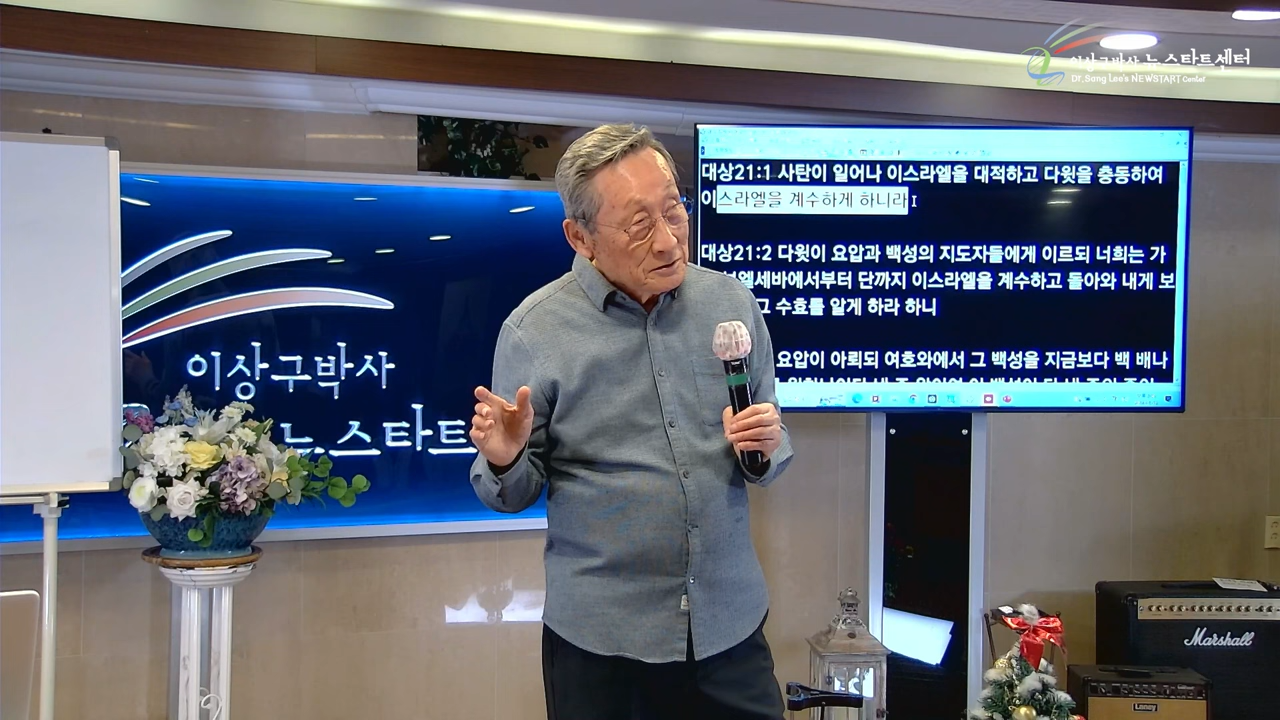 이상구박사 뉴스타트센터
Dr. Sang Lee's NEWSTART Center
대상21:1 사탄이 일어나 이스라엘을 대적하고 다윗을 충동하여
이스라엘을 계수하게 하니라
대상21:2 다윗이 요압과 백성의 지도자들에게 이르되 너희는 가
엘세바에서부터 단까지 이스라엘을 계수하고 돌아와 내게 보
그 수효를 알게 하라 하니
요압이 아뢰되 여호와에서 그 백성을 지금보다 백 배나
이상구박사
뉴스타트
Marshall
Laney